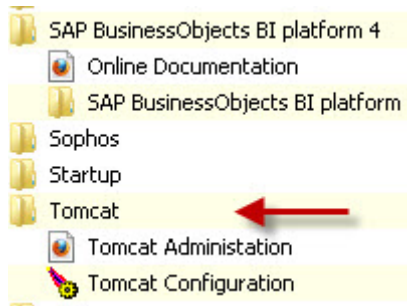 SAP BusinessObjects BI platform 4
Online Documentation
SAP BusinessObjects BI platform
Sophos
Startup
Tomcat
Tomcat Administation
Tomcat Configuration